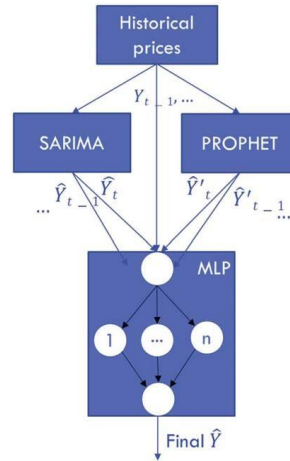 Historical
prices
Y_{t-1}, ...
SARIMA
PROPHET
... Ŷ_{t-1} Ŷ_t
Ŷ'_t Ŷ'_{t-1} ...
MLP
1 ... n
Final Ŷ